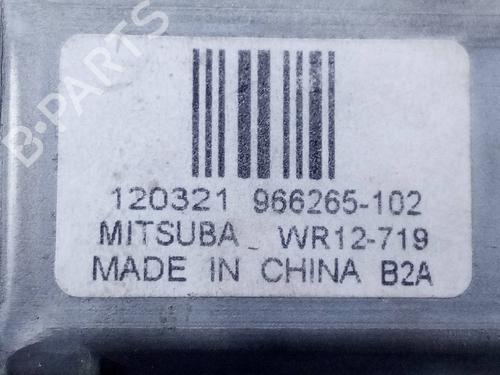 B-PARTS
120321 966265-102
MITSUBA WR12-719
MADE IN CHINA B2A